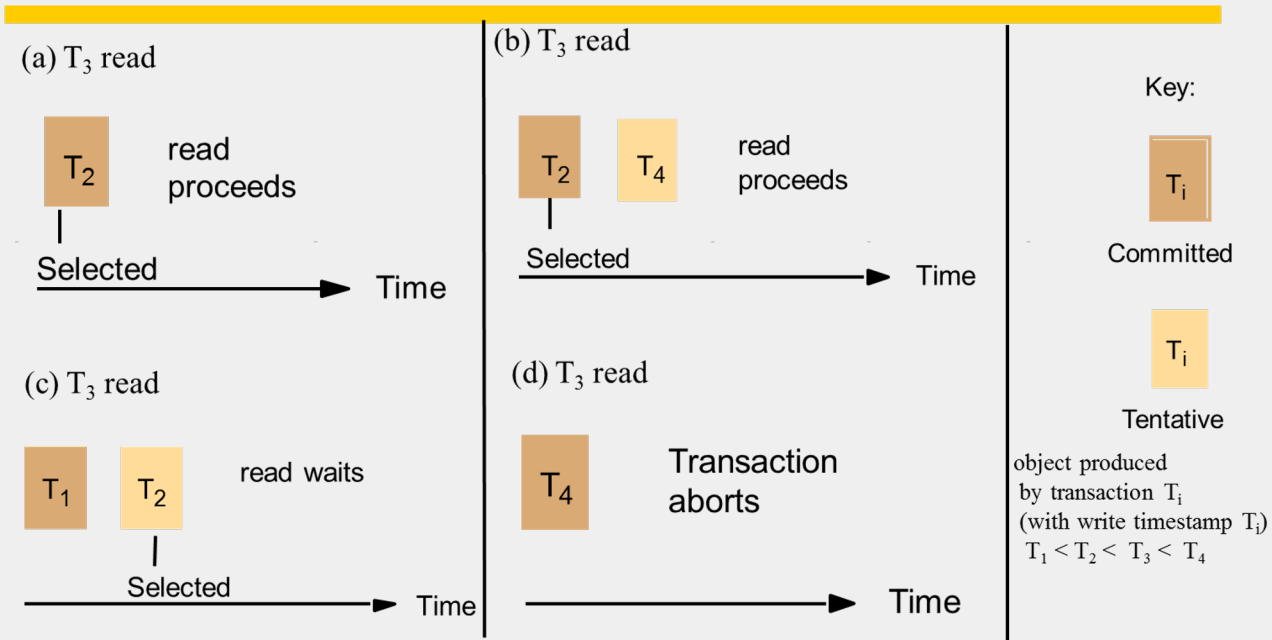 (a) T₃ read
T₂
read
proceeds
Selected
Time
(b) T₃ read
T₂
T₄
read
proceeds
Selected
Time
(c) T₃ read
T₁
T₂
read waits
Selected
Time
(d) T₃ read
T₄
Transaction
aborts
Time
Key:
Tᵢ
Committed
Tᵢ
Tentative
object produced
by transaction Tᵢ
(with write timestamp Tᵢ)
T₁ < T₂ < T₃ < T₄